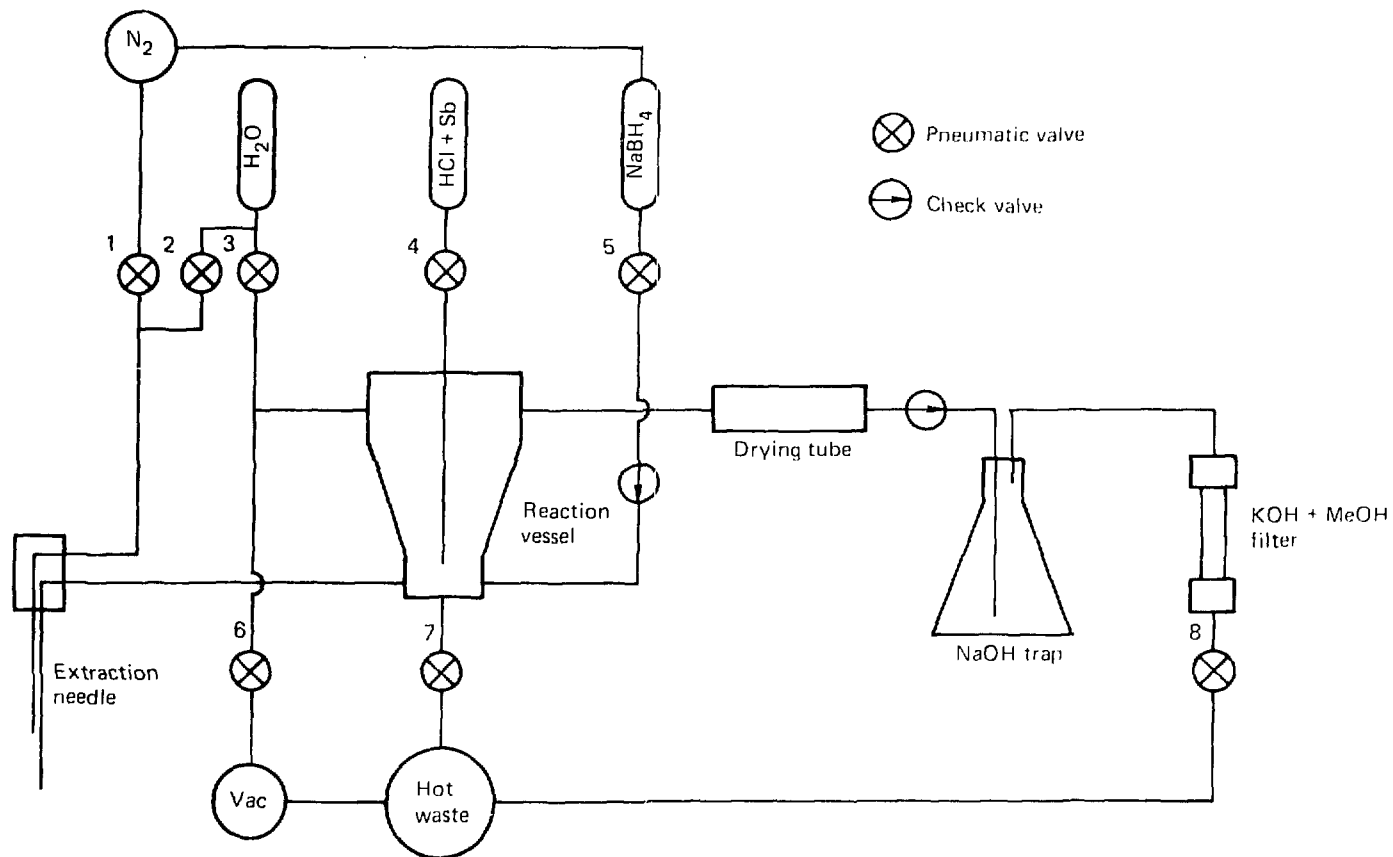 N2
H2O
HCl + Sb
NaBH4
Pneumatic valve
Check valve
1
2
3
4
5
Drying tube
Reaction
vessel
KOH + MeOH
filter
6
7
8
NaOH trap
Extraction
needle
Vac
Hot
waste